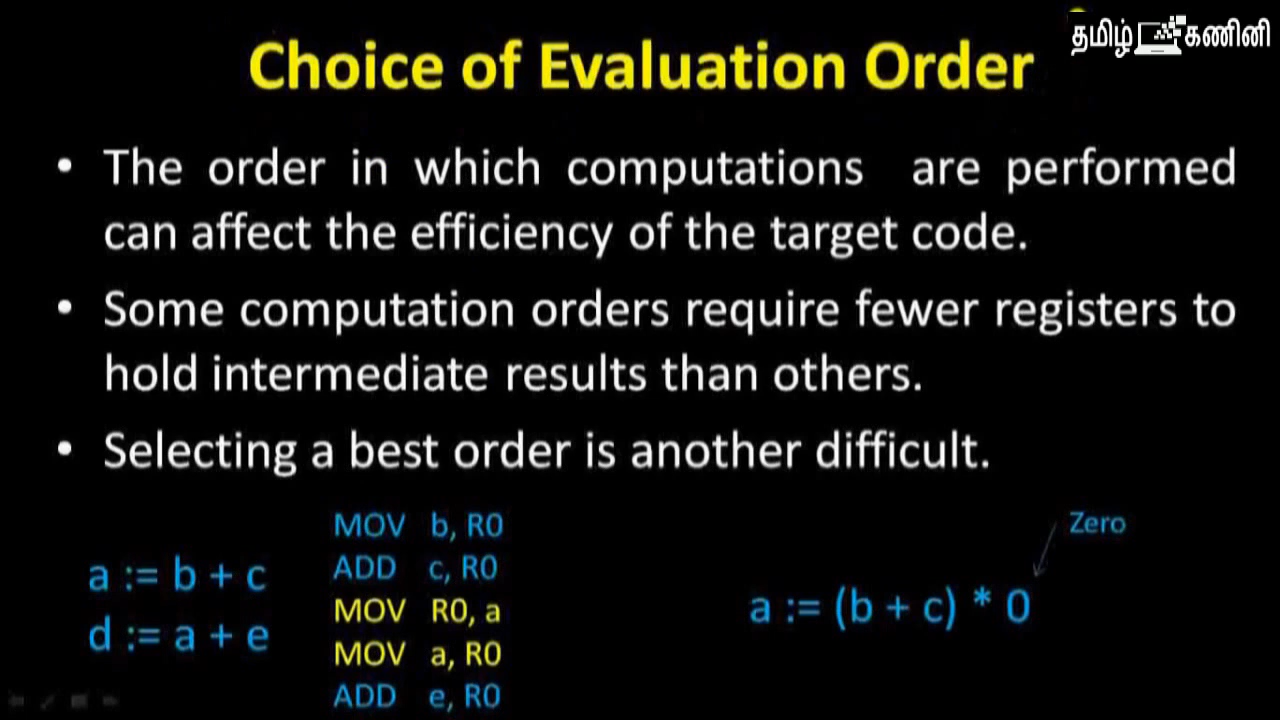 தமிழ் கணினி
Choice of Evaluation Order
• The order in which computations are performed
can affect the efficiency of the target code.
• Some computation orders require fewer registers to
hold intermediate results than others.
• Selecting a best order is another difficult.
a := b + c
d := a + e
MOV b, R0
ADD c, R0
MOV R0, a
MOV a, R0
ADD e, R0
Zero
a := (b + c) * 0